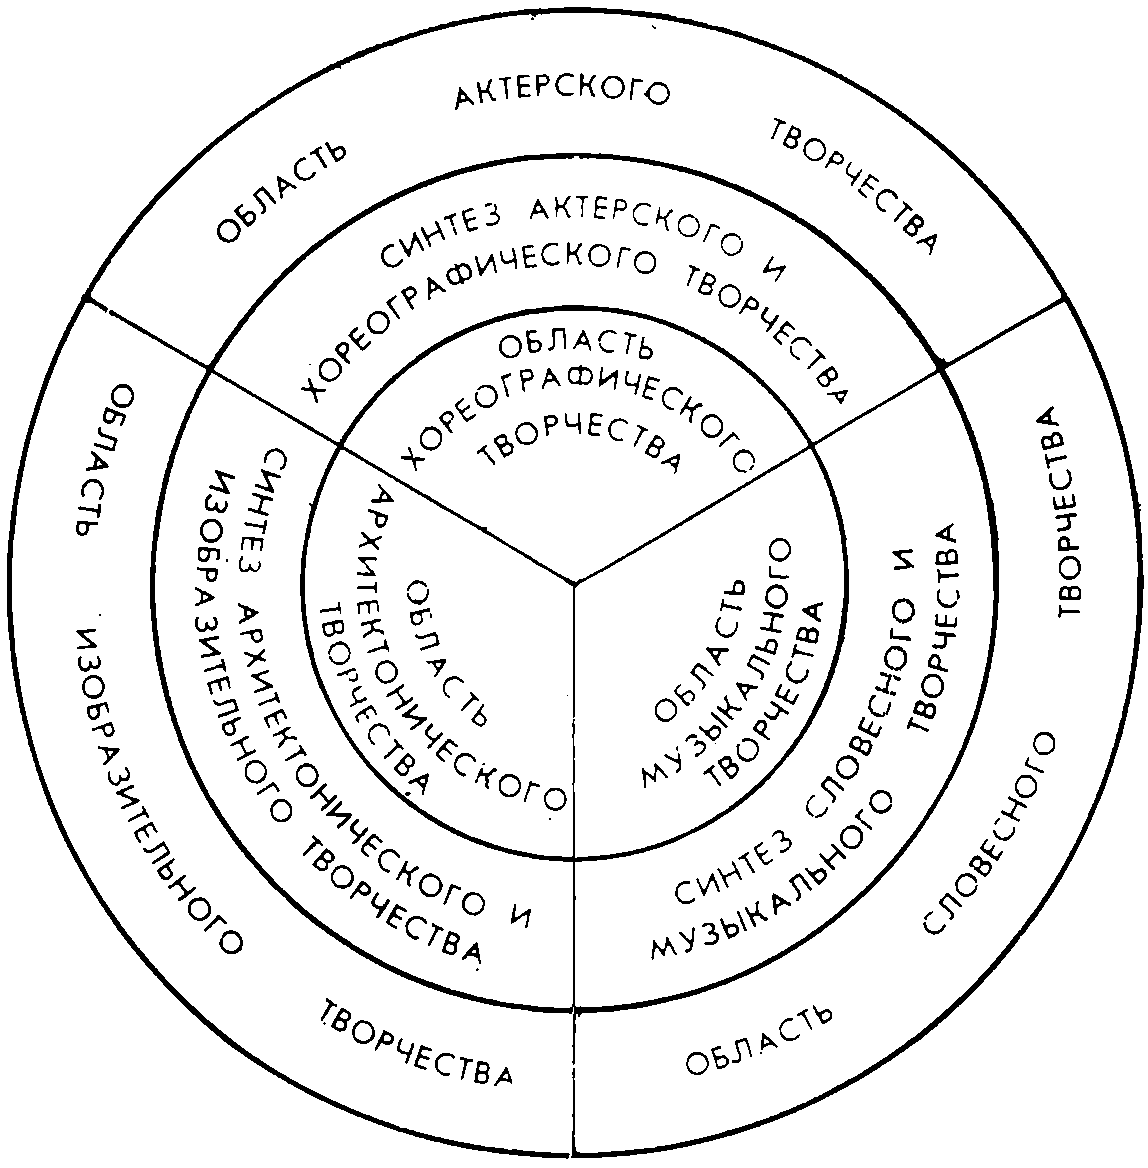 ОБЛАСТЬ АКТЕРСКОГО ТВОРЧЕСТВА
СИНТЕЗ АКТЕРСКОГО И
ХОРЕОГРАФИЧЕСКОГО ТВОРЧЕСТВА
ОБЛАСТЬ
ХОРЕОГРАФИЧЕСКОГО
ТВОРЧЕСТВА
ОБЛАСТЬ ИЗОБРАЗИТЕЛЬНОГО ТВОРЧЕСТВА
СИНТЕЗ АРХИТЕКТОНИЧЕСКОГО И
ИЗОБРАЗИТЕЛЬНОГО ТВОРЧЕСТВА
ОБЛАСТЬ
АРХИТЕКТОНИЧЕСКОГО
ТВОРЧЕСТВА
ОБЛАСТЬ
МУЗЫКАЛЬНОГО
ТВОРЧЕСТВА
СИНТЕЗ СЛОВЕСНОГО И
МУЗЫКАЛЬНОГО ТВОРЧЕСТВА
ОБЛАСТЬ СЛОВЕСНОГО ТВОРЧЕСТВА